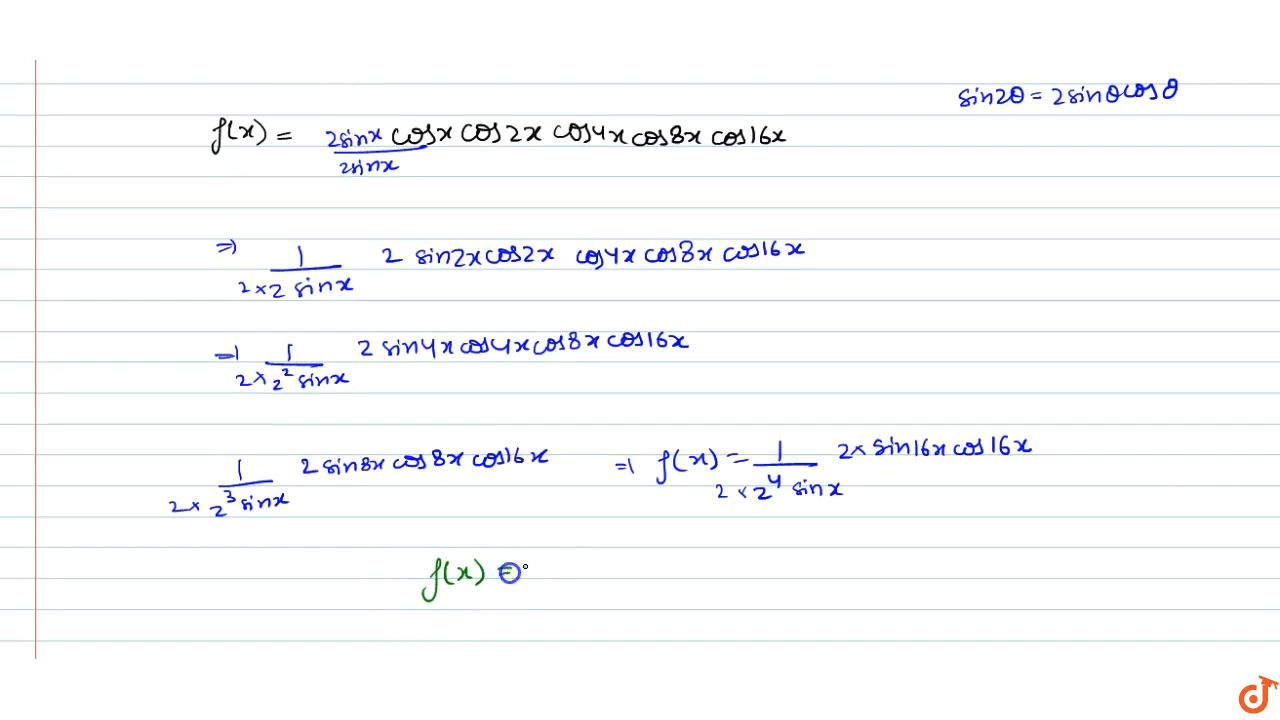 sin2θ = 2sinθcosθ
f(x) = 2sinx/2sinx cosx cos2x cos4x cos8x cos16x
⇒ 1/(2×2 sinx) 2 sin2x cos2x cos4x cos8x cos16x
⇒ 1/(2×2² sinx) 2 sin4x cos4x cos8x cos16x
1/(2×2³ sinx) 2 sin8x cos8x cos16x ⇒ f(x) = 1/(2×2⁴ sinx) 2× sin16x cos16x
f(x) =